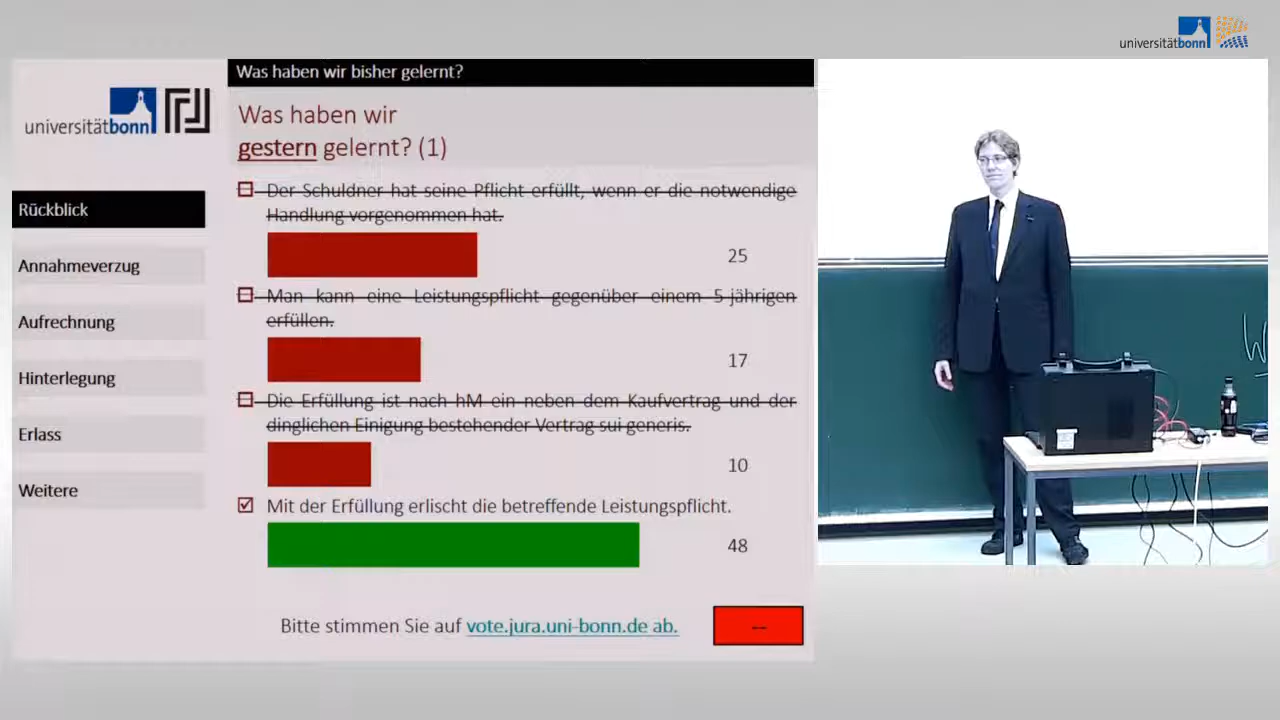 universitätbonn
Was haben wir bisher gelernt?
universitätbonn
Was haben wir
gestern gelernt? (1)
Rückblick
Annahmeverzug
Aufrechnung
Hinterlegung
Erlass
Weitere
Der Schuldner hat seine Pflicht erfüllt, wenn er die notwendige
Handlung vorgenommen hat.
25
Man kann eine Leistungspflicht gegenüber einem 5-jährigen
erfüllen.
17
Die Erfüllung ist nach hM ein neben dem Kaufvertrag und der
dinglichen Einigung bestehender Vertrag sui generis.
10
Mit der Erfüllung erlischt die betreffende Leistungspflicht.
48
Bitte stimmen Sie auf vote.jura.uni-bonn.de ab.
--